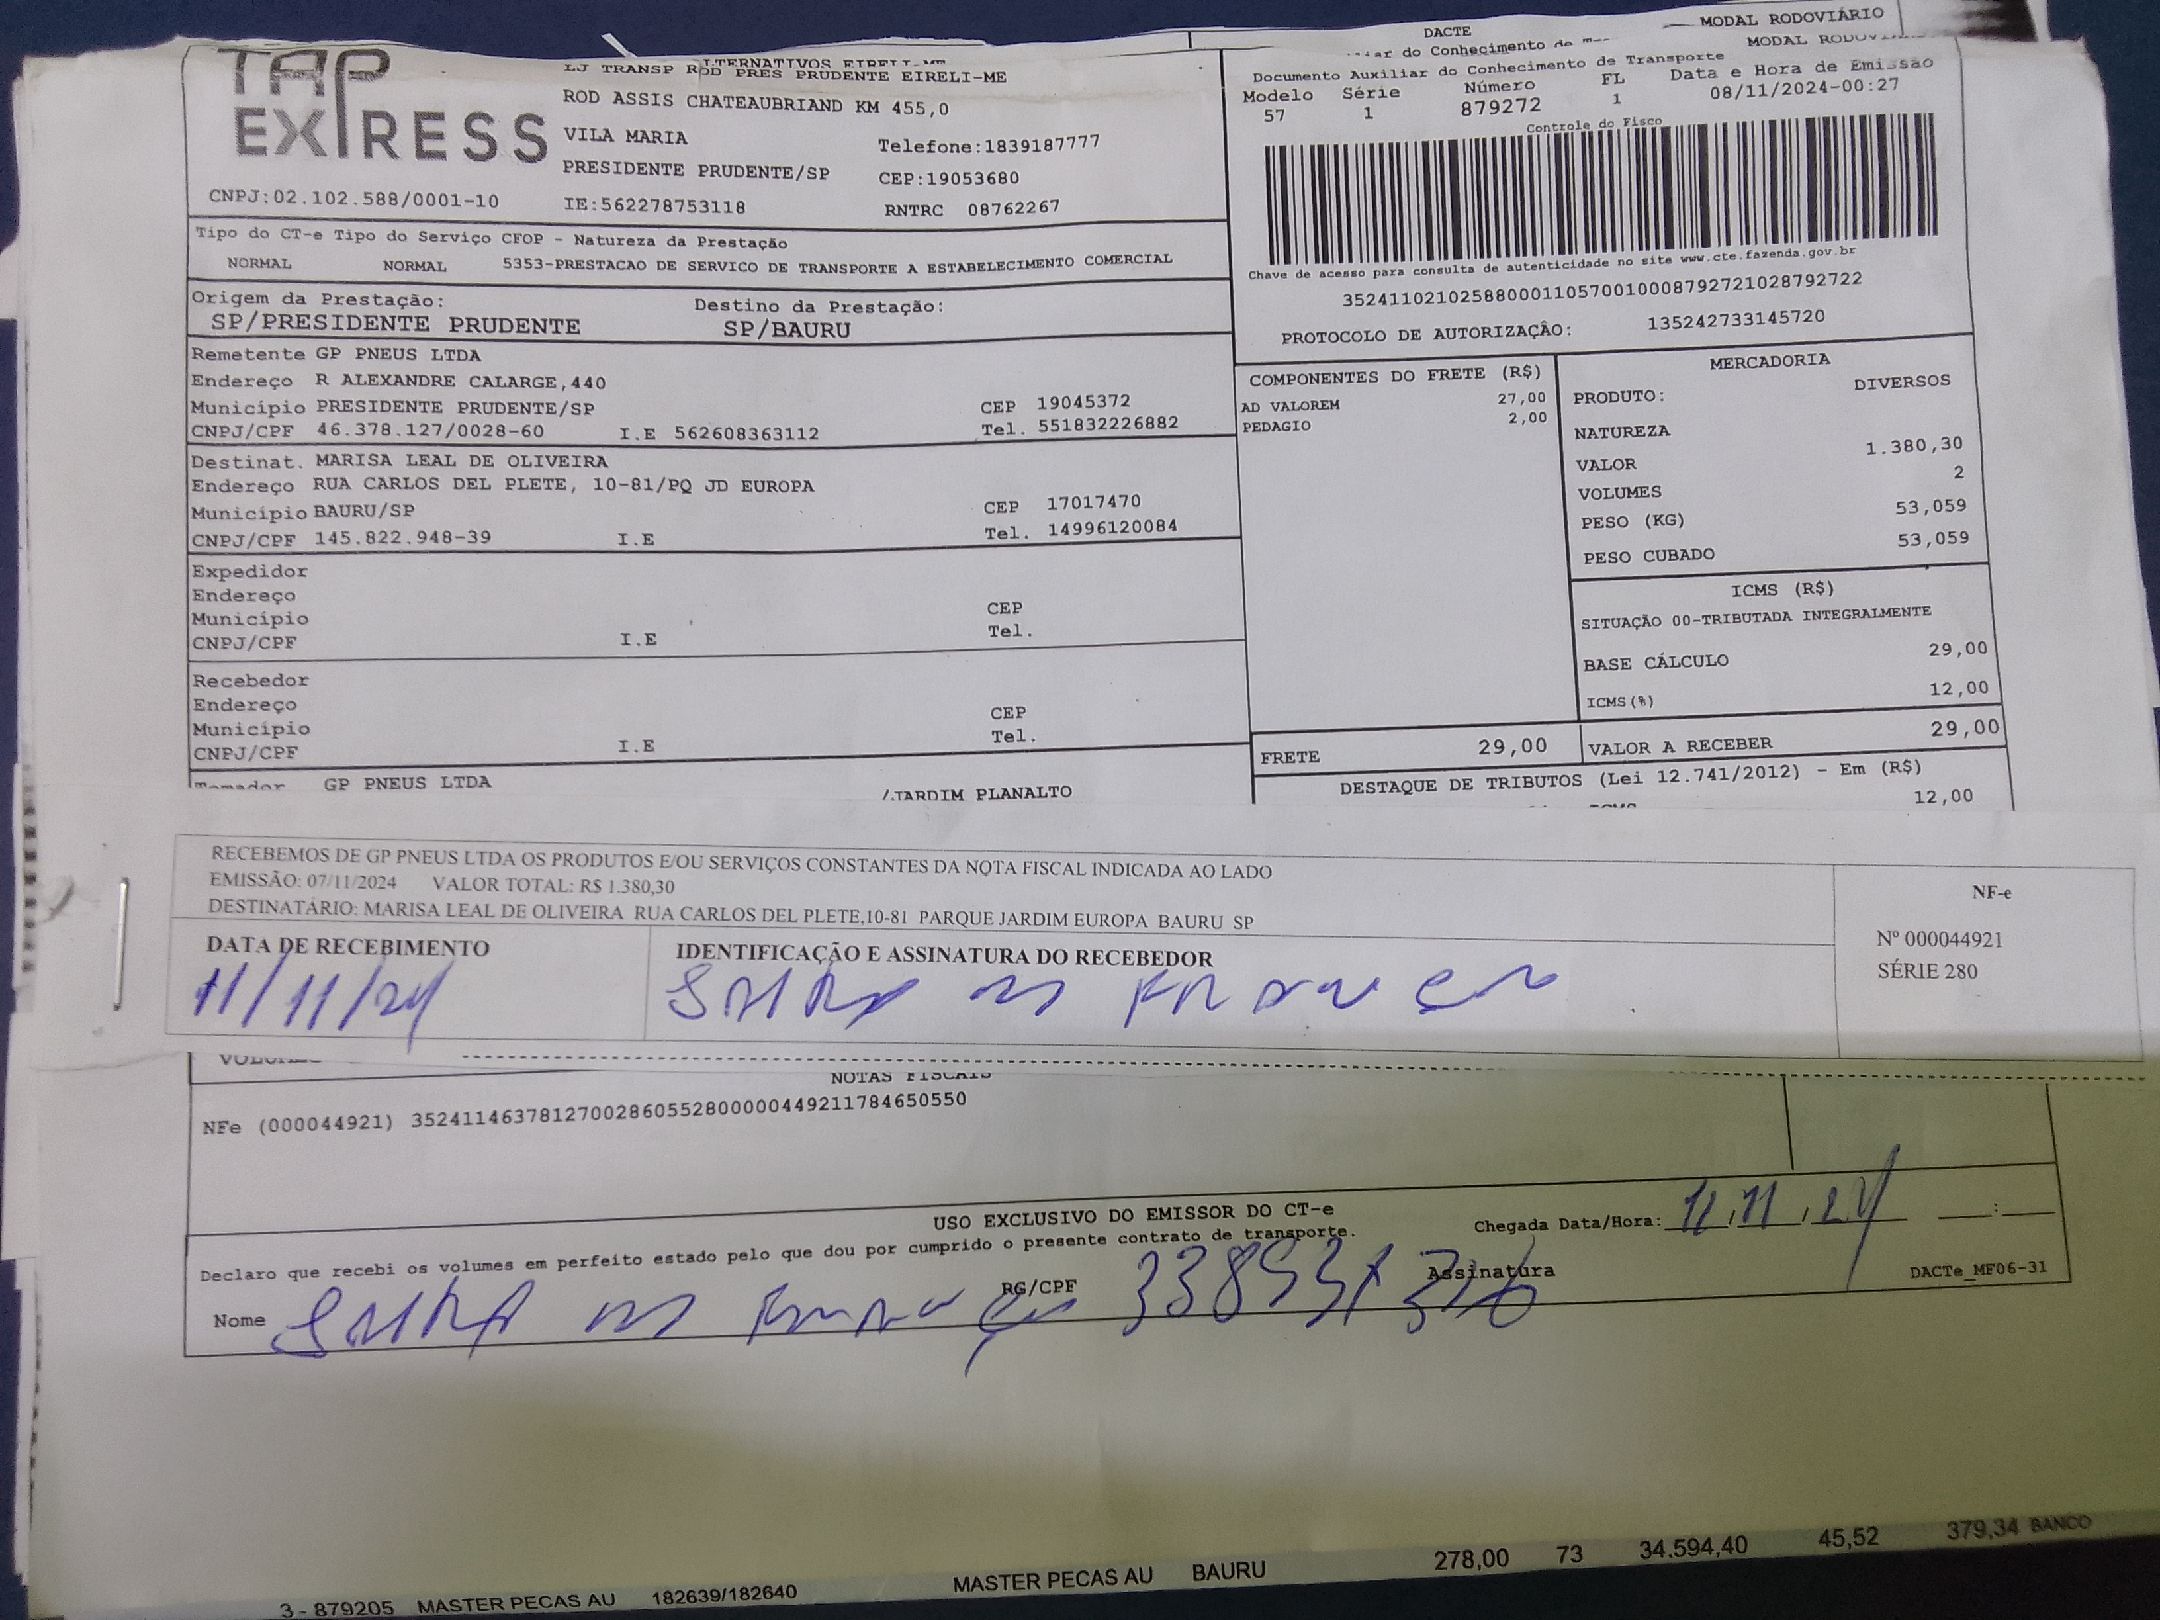 DACTE
MODAL RODOVIÁRIO
TAP
EXPRESS
LJ TRANSP ROD PRES PRUDENTE EIRELI-ME
ROD ASSIS CHATEAUBRIAND KM 455,0
VILA MARIA Telefone:1839187777
PRESIDENTE PRUDENTE/SP CEP:19053680
CNPJ:02.102.588/0001-10 IE:562278753118 RNTRC 08762267
Documento Auxiliar do Conhecimento de Transporte
Modelo Série Número FL Data e Hora de Emissão
57 1 879272 1 08/11/2024-00:27
Controle do Fisco
Chave de acesso para consulta de autenticidade no site www.cte.fazenda.gov.br
35241102102588000110570010008792721028792722
PROTOCOLO DE AUTORIZAÇÃO: 135242733145720
Tipo do CT-e Tipo do Serviço CFOP - Natureza da Prestação
NORMAL NORMAL 5353-PRESTACAO DE SERVICO DE TRANSPORTE A ESTABELECIMENTO COMERCIAL
Origem da Prestação: Destino da Prestação:
SP/PRESIDENTE PRUDENTE SP/BAURU
Remetente GP PNEUS LTDA
Endereço R ALEXANDRE CALARGE,440
Município PRESIDENTE PRUDENTE/SP CEP 19045372
CNPJ/CPF 46.378.127/0028-60 I.E 562608363112 Tel. 551832226882
Destinat. MARISA LEAL DE OLIVEIRA
Endereço RUA CARLOS DEL PLETE, 10-81/PQ JD EUROPA
Município BAURU/SP CEP 17017470
CNPJ/CPF 145.822.948-39 I.E Tel. 14996120084
Expedidor
Endereço
Município CEP
CNPJ/CPF I.E Tel.
Recebedor
Endereço
Município CEP
CNPJ/CPF I.E Tel.
GP PNEUS LTDA
/JARDIM PLANALTO
COMPONENTES DO FRETE (R$)
AD VALOREM 27,00
PEDAGIO 2,00
FRETE 29,00
MERCADORIA
PRODUTO: DIVERSOS
NATUREZA
VALOR 1.380,30
VOLUMES 2
PESO (KG) 53,059
PESO CUBADO 53,059
ICMS (R$)
SITUAÇÃO 00-TRIBUTADA INTEGRALMENTE
BASE CÁLCULO 29,00
ICMS(%) 12,00
VALOR A RECEBER 29,00
DESTAQUE DE TRIBUTOS (Lei 12.741/2012) - Em (R$)
12,00
RECEBEMOS DE GP PNEUS LTDA OS PRODUTOS E/OU SERVIÇOS CONSTANTES DA NOTA FISCAL INDICADA AO LADO
EMISSÃO: 07/11/2024 VALOR TOTAL: R$ 1.380,30
DESTINATÁRIO: MARISA LEAL DE OLIVEIRA RUA CARLOS DEL PLETE,10-81 PARQUE JARDIM EUROPA BAURU SP
DATA DE RECEBIMENTO IDENTIFICAÇÃO E ASSINATURA DO RECEBEDOR
11/11/24
NF-e
Nº 000044921
SÉRIE 280
NOTAS FISCAIS
NFe (000044921) 35241146378127002860552800000449211784650550
USO EXCLUSIVO DO EMISSOR DO CT-e
Declaro que recebi os volumes em perfeito estado pelo que dou por cumprido o presente contrato de transporte.
Chegada Data/Hora: 11,11,24 :
Nome RG/CPF Assinatura
DACTe_MF06-31
3 - 879205 MASTER PECAS AU 182639/182640 MASTER PECAS AU BAURU 278,00 73 34.594,40 45,52 379,34 BANCO